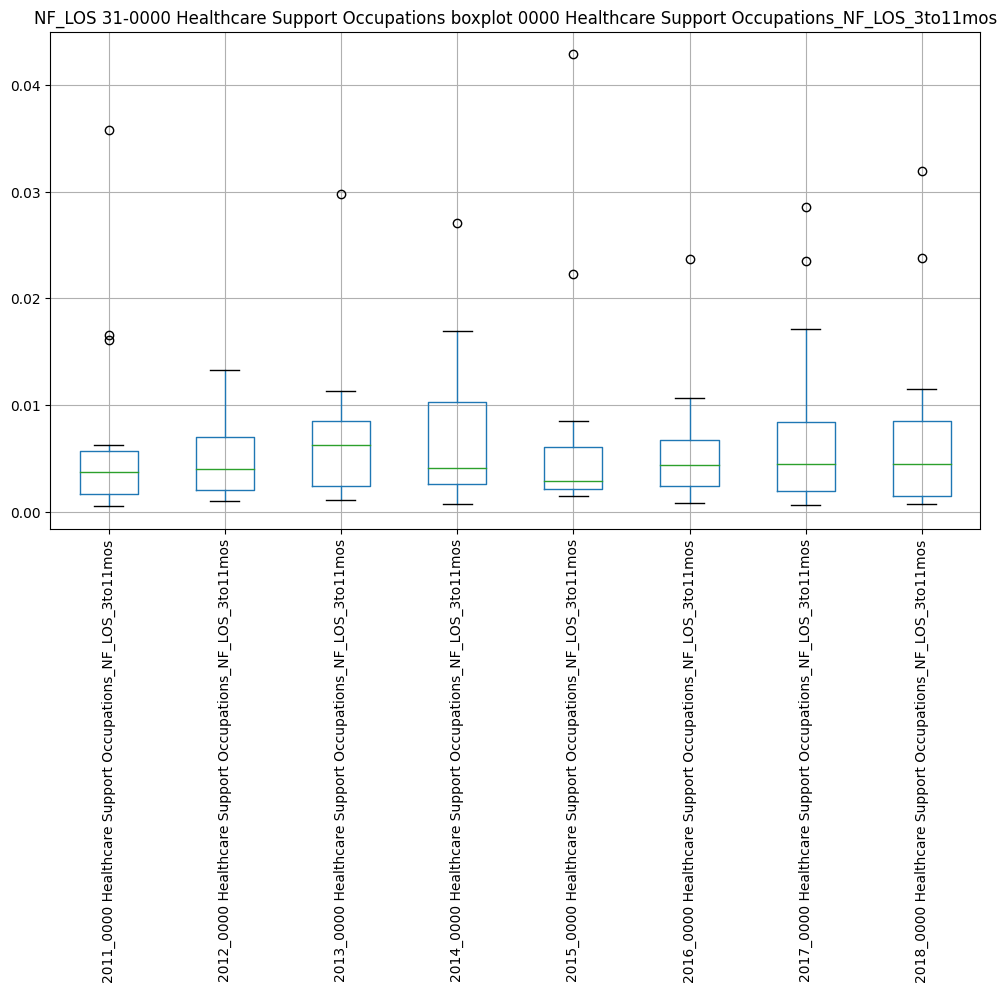 NF_LOS 31-0000 Healthcare Support Occupations boxplot 0000 Healthcare Support Occupations_NF_LOS_3to11mos
0.04
0.03
0.02
0.01
0.00
2011_0000 Healthcare Support Occupations_NF_LOS_3to11mos
2012_0000 Healthcare Support Occupations_NF_LOS_3to11mos
2013_0000 Healthcare Support Occupations_NF_LOS_3to11mos
2014_0000 Healthcare Support Occupations_NF_LOS_3to11mos
2015_0000 Healthcare Support Occupations_NF_LOS_3to11mos
2016_0000 Healthcare Support Occupations_NF_LOS_3to11mos
2017_0000 Healthcare Support Occupations_NF_LOS_3to11mos
2018_0000 Healthcare Support Occupations_NF_LOS_3to11mos